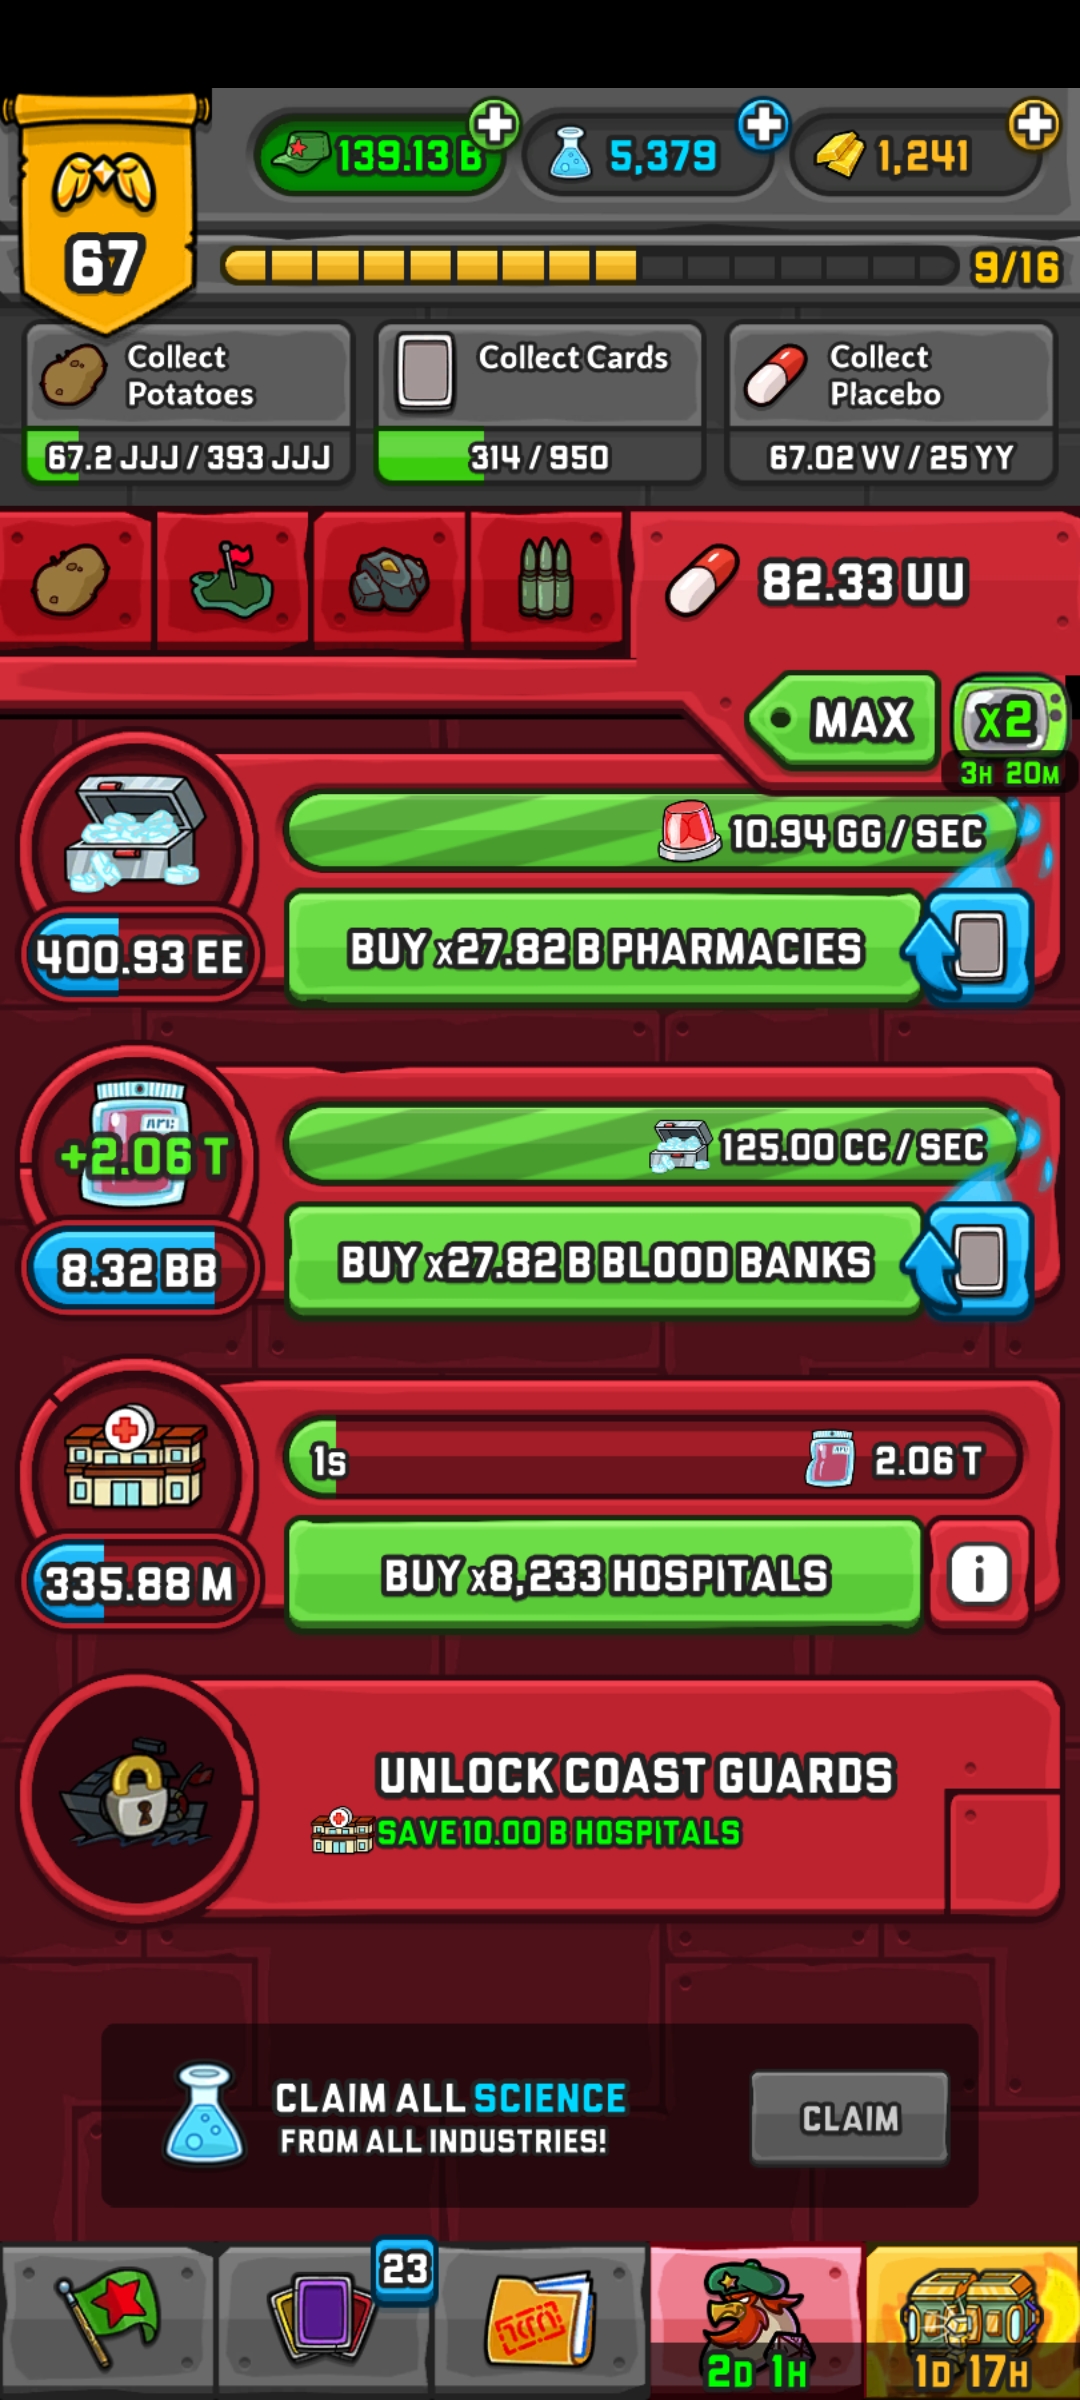 67
139.13 B
5,379
1,241
9/16
Collect
Potatoes
67.2 JJJ / 393 JJJ
Collect Cards
314 / 950
Collect
Placebo
67.02 VV / 25 YY
82.33 UU
MAX
x2
3H 20M
10.94 GG / SEC
400.93 EE
BUY x27.82 B PHARMACIES
+2.06 T
125.00 CC / SEC
8.32 BB
BUY x27.82 B BLOOD BANKS
1s
2.06 T
335.88 M
BUY x8,233 HOSPITALS
i
UNLOCK COAST GUARDS
SAVE 10.00 B HOSPITALS
CLAIM ALL SCIENCE
FROM ALL INDUSTRIES!
CLAIM
23
2D 1H
1D 17H